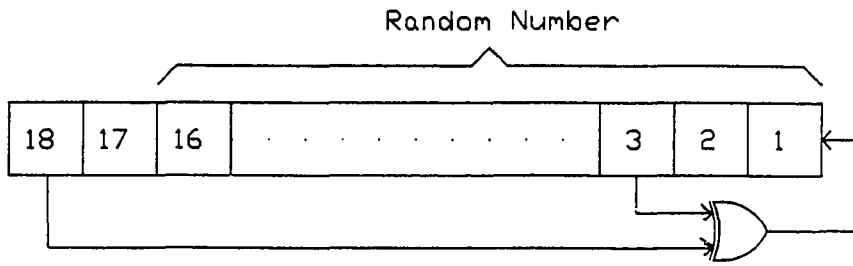 Random Number
18 17 16 . . . . . . . . . 3 2 1